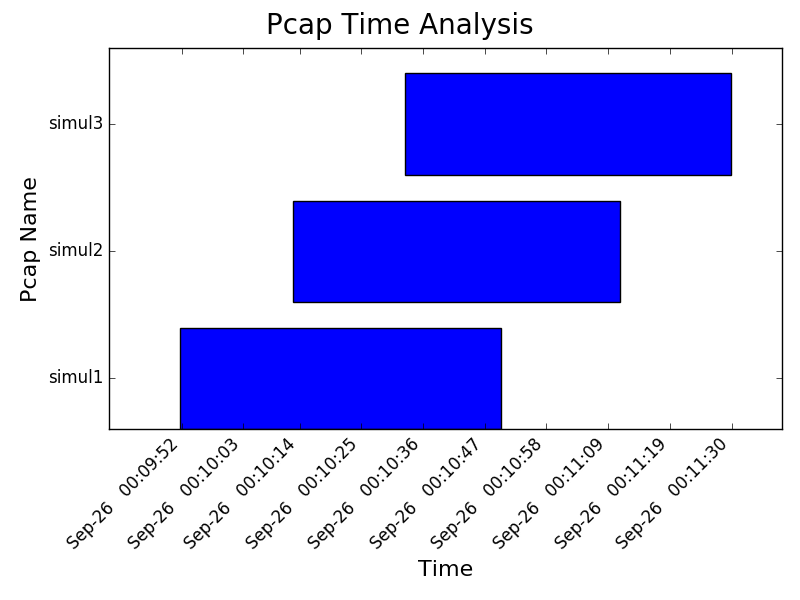 Pcap Time Analysis
Pcap Name
simul3
simul2
simul1
Sep-26 00:09:52
Sep-26 00:10:03
Sep-26 00:10:14
Sep-26 00:10:25
Sep-26 00:10:36
Sep-26 00:10:47
Sep-26 00:10:58
Sep-26 00:11:09
Sep-26 00:11:19
Sep-26 00:11:30
Time